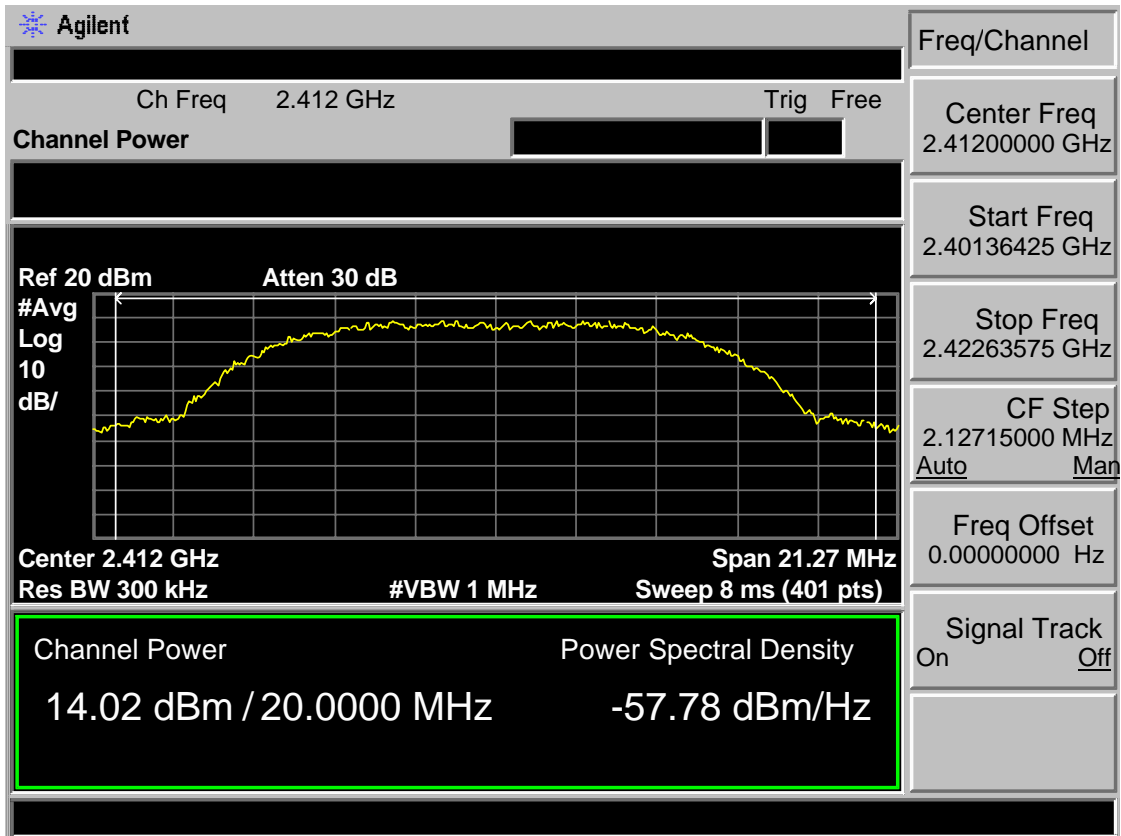 Agilent
Freq/Channel
Ch Freq 2.412 GHz Trig Free
Channel Power
Center Freq
2.41200000 GHz
Start Freq
2.40136425 GHz
Stop Freq
2.42263575 GHz
CF Step
2.12715000 MHz
Auto Man
Freq Offset
0.00000000 Hz
Signal Track
On Off
Ref 20 dBm Atten 30 dB
#Avg
Log
10
dB/
Center 2.412 GHz Span 21.27 MHz
Res BW 300 kHz #VBW 1 MHz Sweep 8 ms (401 pts)
Channel Power Power Spectral Density
14.02 dBm / 20.0000 MHz -57.78 dBm/Hz